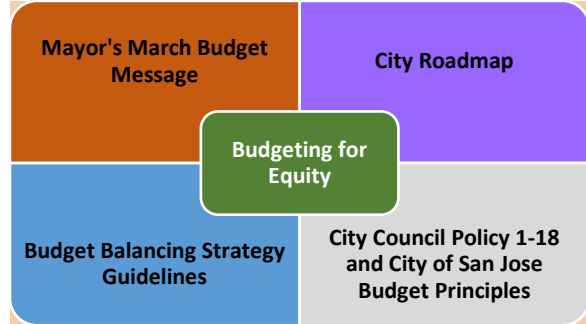 Mayor's March Budget
Message
City Roadmap
Budgeting for
Equity
Budget Balancing Strategy
Guidelines
City Council Policy 1-18
and City of San Jose
Budget Principles